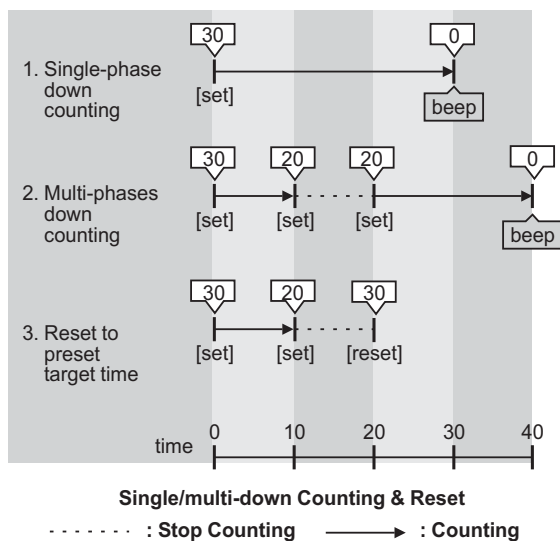 30 0
1. Single-phase
down
counting
[set]
beep
30 20 20 0
2. Multi-phases
down
counting
[set] [set] [set]
beep
30 20 30
3. Reset to
preset
target time
[set] [set] [reset]
time 0 10 20 30 40
Single/multi-down Counting & Reset
: Stop Counting : Counting